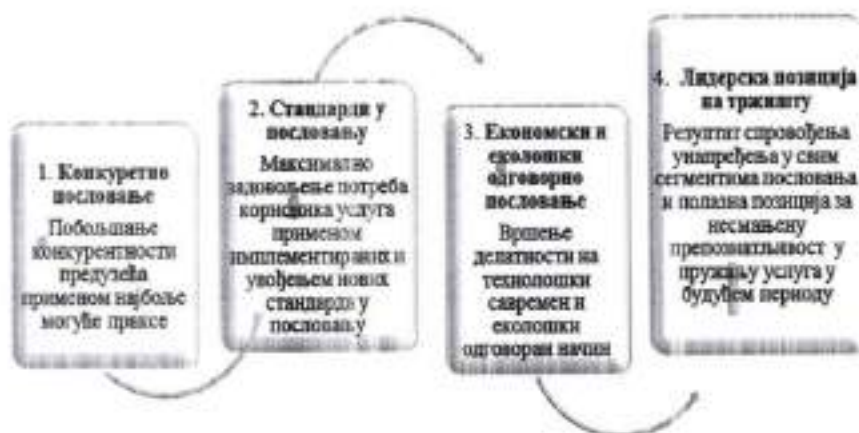 1. Конкуретно
пословање
Побољшање
конкурентности
предузећа
применом најбоље
могуће праксе
2. Стандарди у
пословању
Максимално
задовољење потреба
корисника услуга
применом
имплементираних и
увођењем нових
стандарда у
пословању
3. Економски и
еколошки
одговорно
пословање
Вршење
делатности на
технолошки
савремен и
еколошки
одговоран начин
4. Лидерска позиција
на тржишту
Резултат спровођења
унапређења у свим
сегментима пословања
и полазна позиција за
несмањену
препознатљивост у
пружању услуга у
будућем периоду